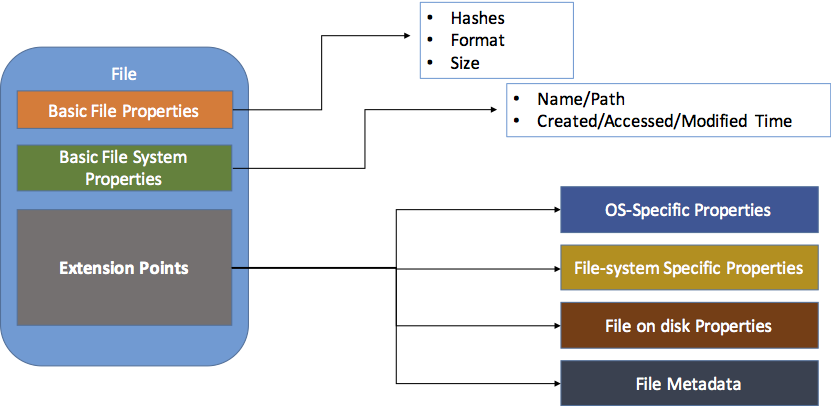 File
Basic File Properties
Basic File System
Properties
Extension Points
• Hashes
• Format
• Size
• Name/Path
• Created/Accessed/Modified Time
OS-Specific Properties
File-system Specific Properties
File on disk Properties
File Metadata